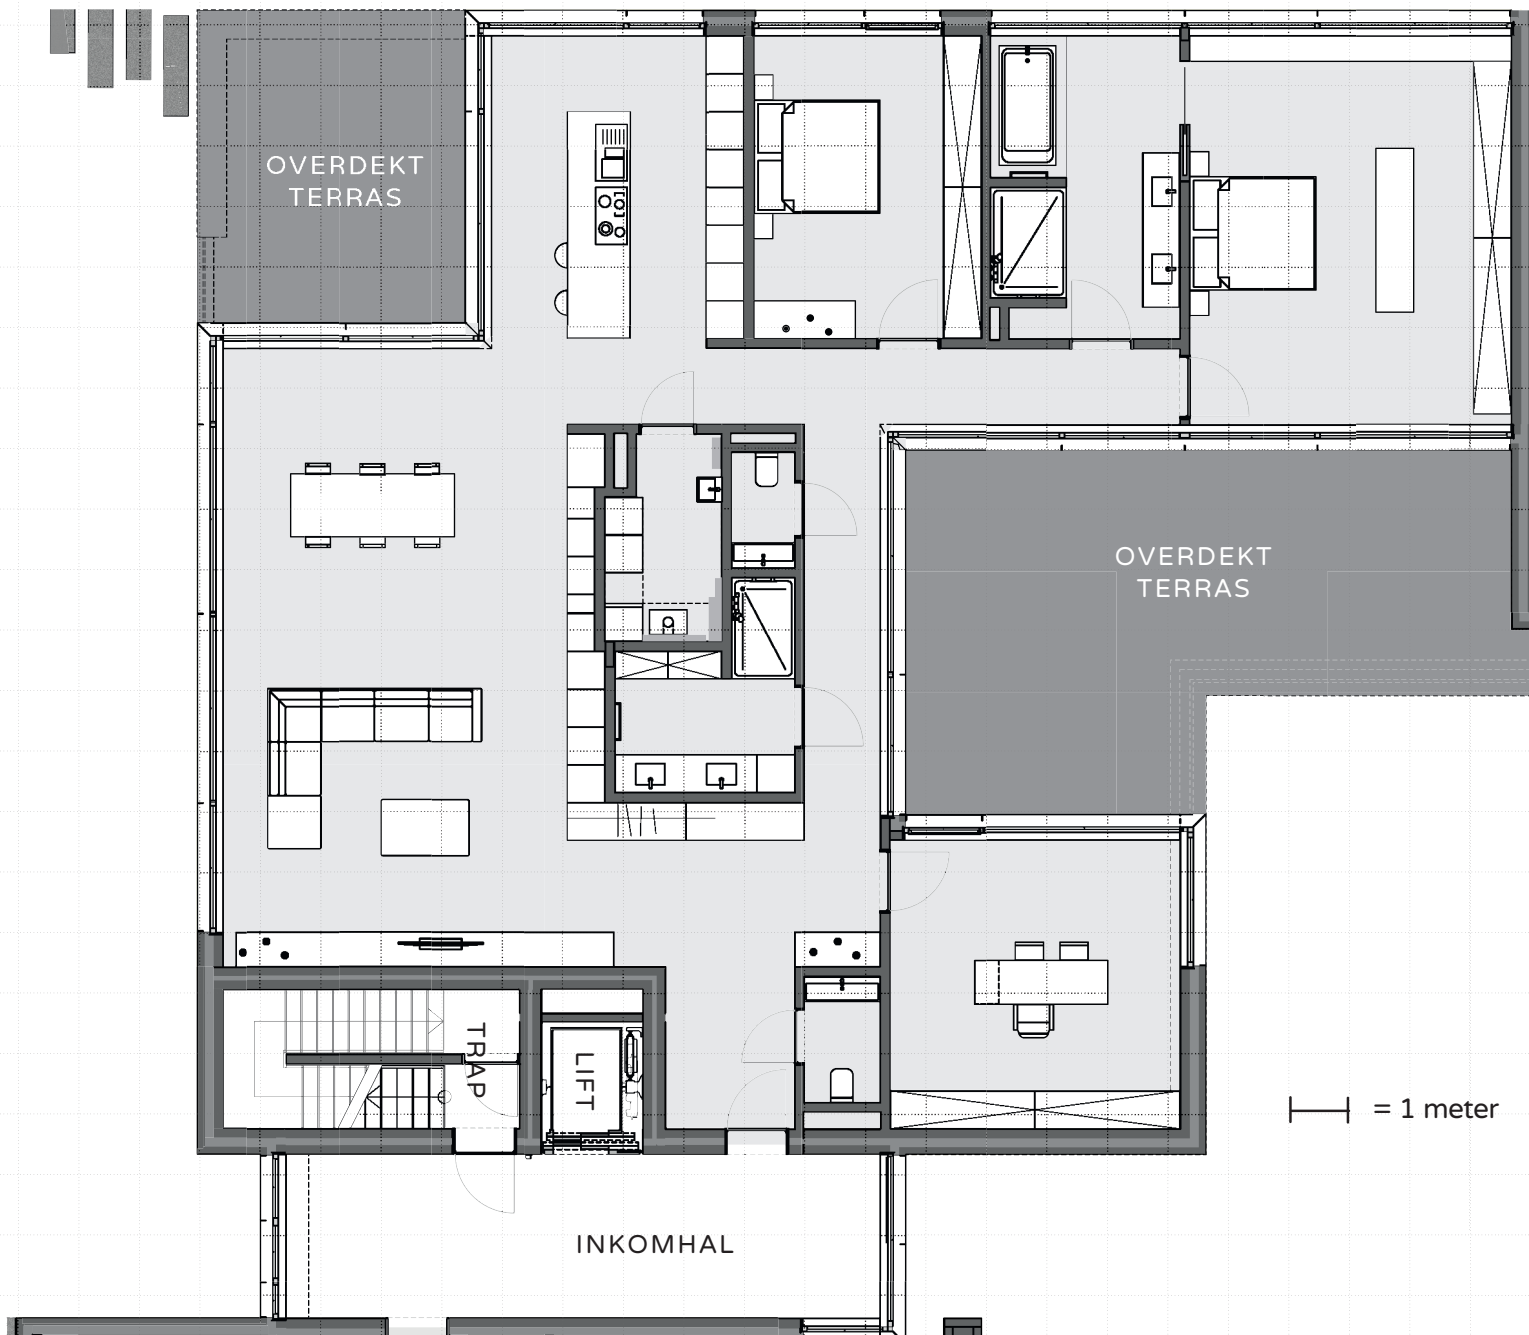 OVERDEKT
TERRAS
OVERDEKT
TERRAS
TRAP
LIFT
= 1 meter
INKOMHAL